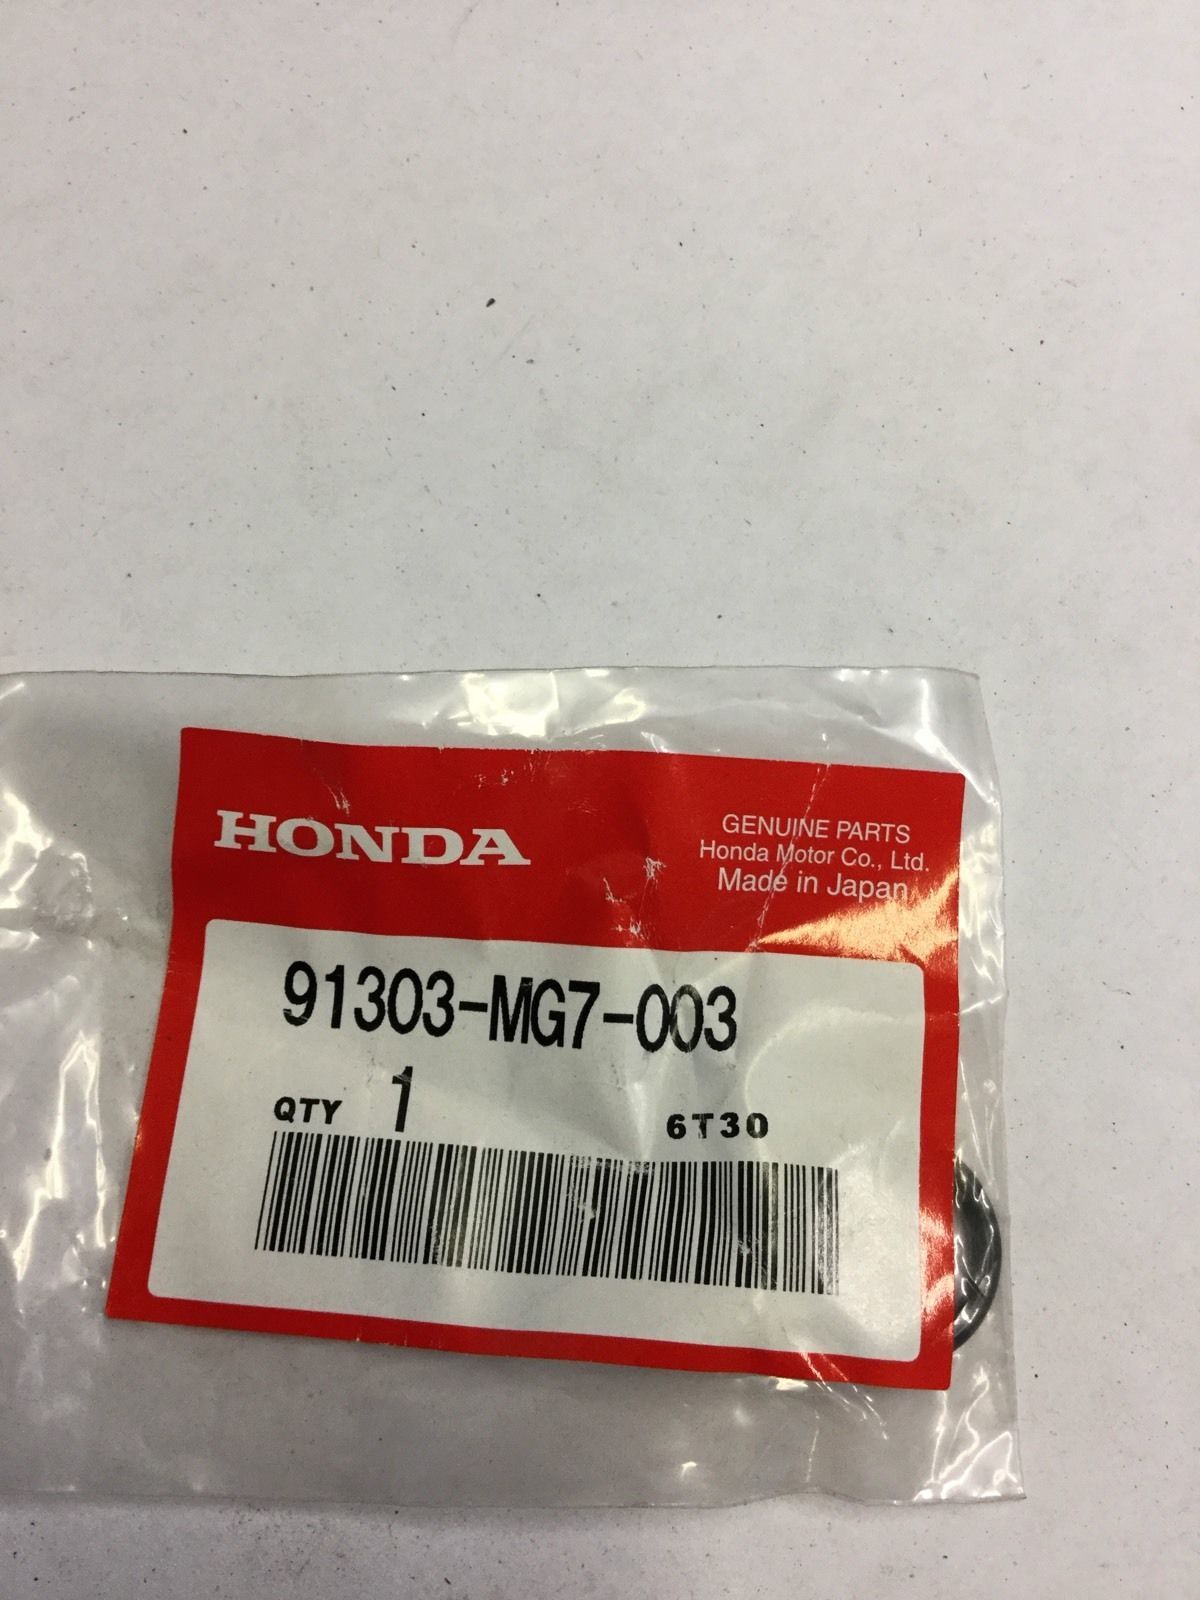 HONDA
GENUINE PARTS
Honda Motor Co., Ltd.
Made in Japan
91303-MG7-003
QTY 1 6T30